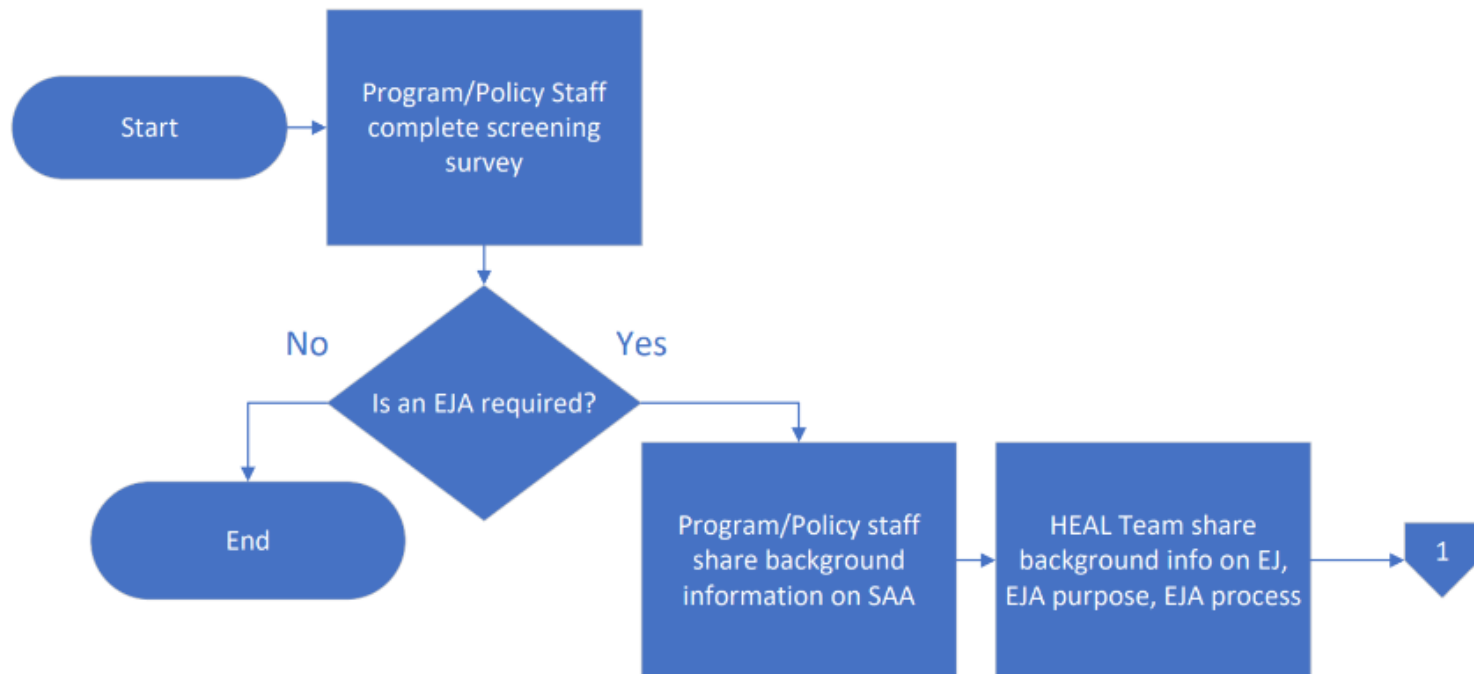 Start
Program/Policy Staff
complete screening
survey
No
Yes
Is an EJA required?
End
Program/Policy staff
share background
information on SAA
HEAL Team share
background info on EJ,
EJA purpose, EJA process
1